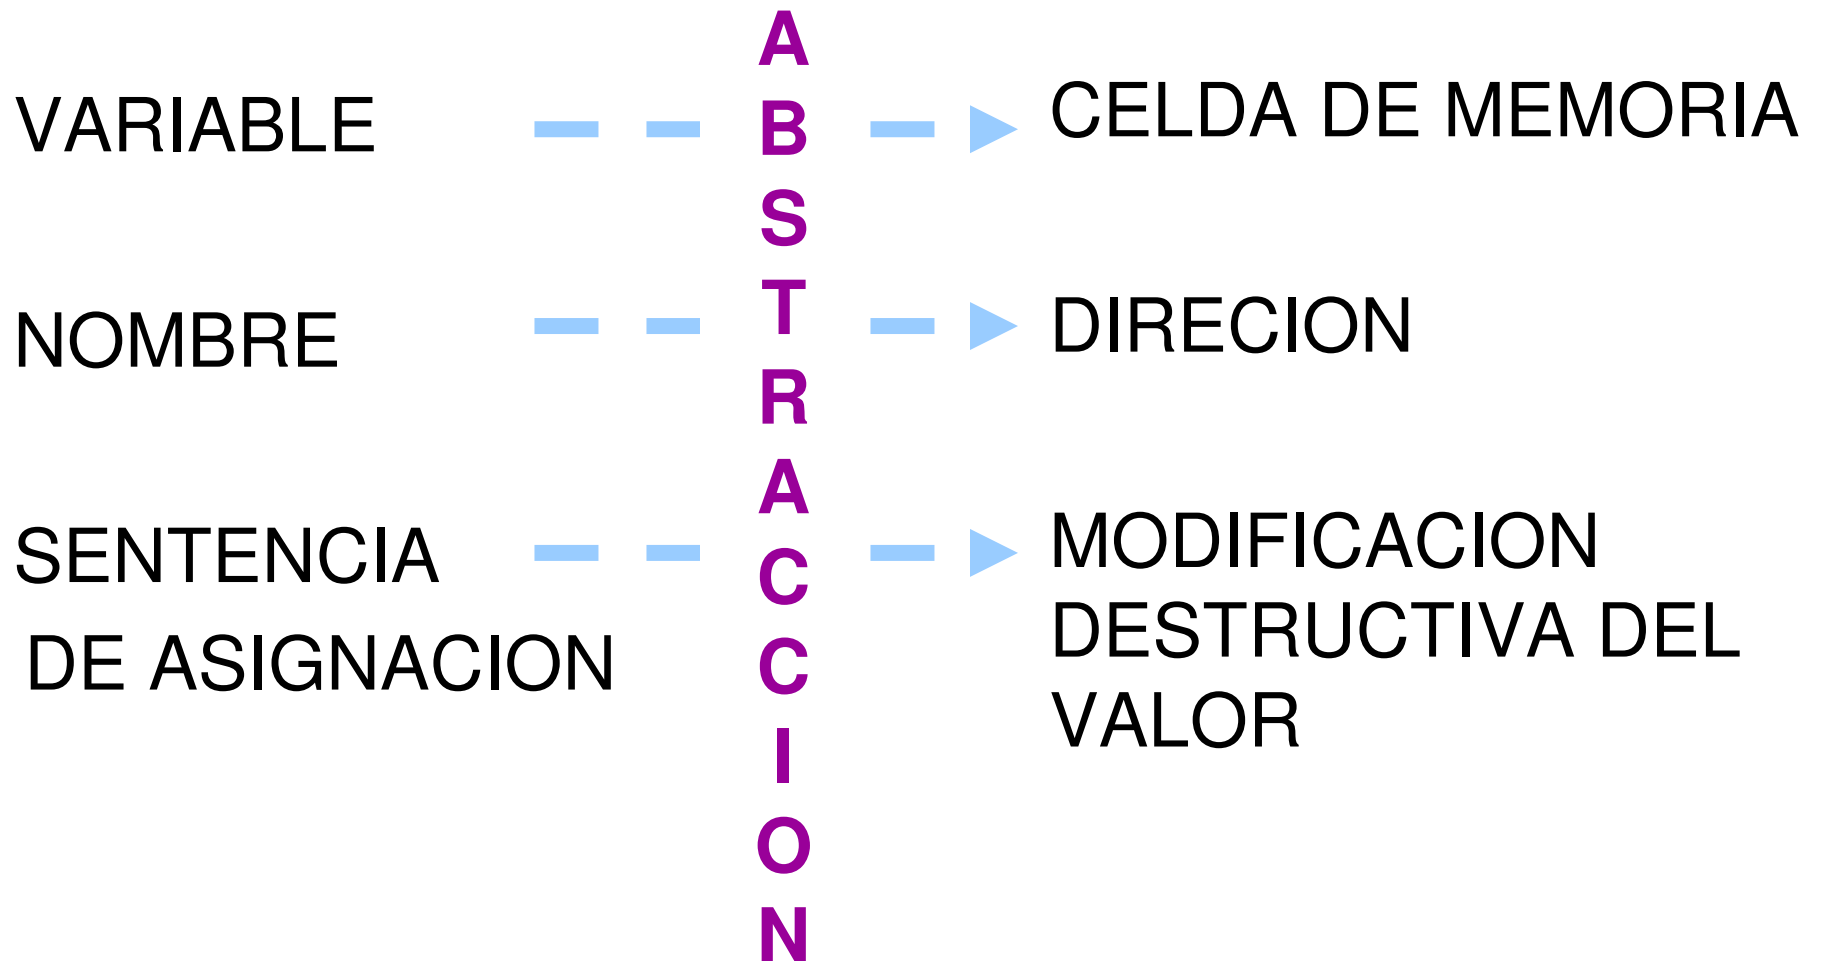 VARIABLE
CELDA DE MEMORIA
NOMBRE
DIRECION
SENTENCIA
DE ASIGNACION
MODIFICACION
DESTRUCTIVA DEL
VALOR
A
B
S
T
R
A
C
C
I
O
N